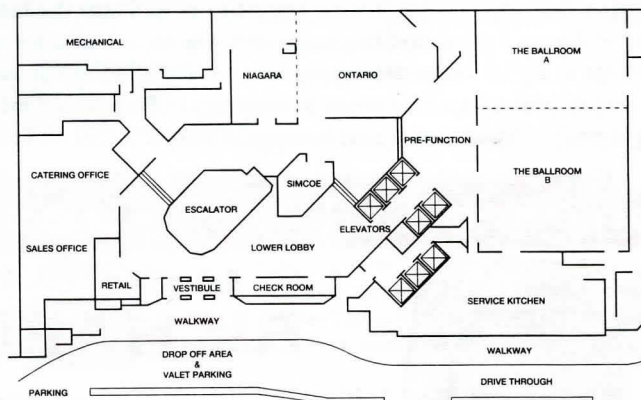 MECHANICAL
NIAGARA
ONTARIO
THE BALLROOM
A
PRE-FUNCTION
CATERING OFFICE
SIMCOE
THE BALLROOM
B
ESCALATOR
ELEVATORS
SALES OFFICE
LOWER LOBBY
RETAIL
VESTIBULE
CHECK ROOM
SERVICE KITCHEN
WALKWAY
DROP OFF AREA
&
VALET PARKING
WALKWAY
PARKING
DRIVE THROUGH